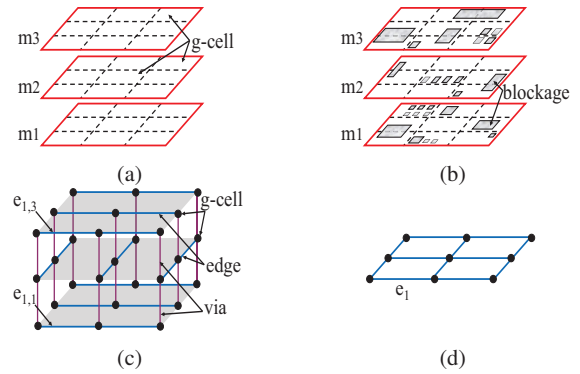 m3
g-cell
m2
m1
(a)
m3
m2
blockage
m1
(b)
e1,3
g-cell
edge
e1,1
via
(c)
e1
(d)